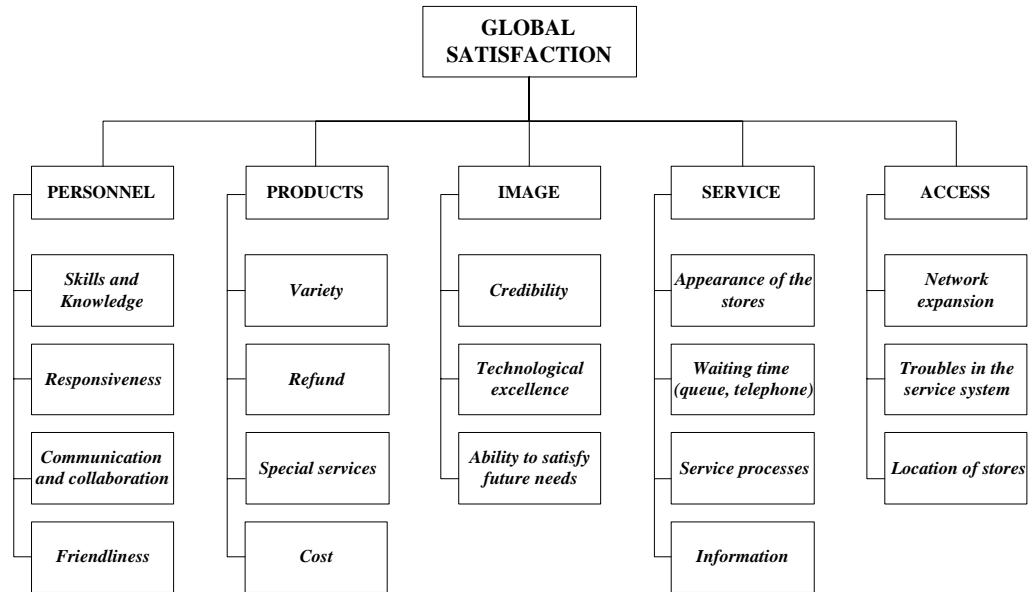 GLOBAL
SATISFACTION
PERSONNEL
Skills and
Knowledge
Responsiveness
Communication
and collaboration
Friendliness
PRODUCTS
Variety
Refund
Special services
Cost
IMAGE
Credibility
Technological
excellence
Ability to satisfy
future needs
SERVICE
Appearance of the
stores
Waiting time
(queue, telephone)
Service processes
Information
ACCESS
Network
expansion
Troubles in the
service system
Location of stores